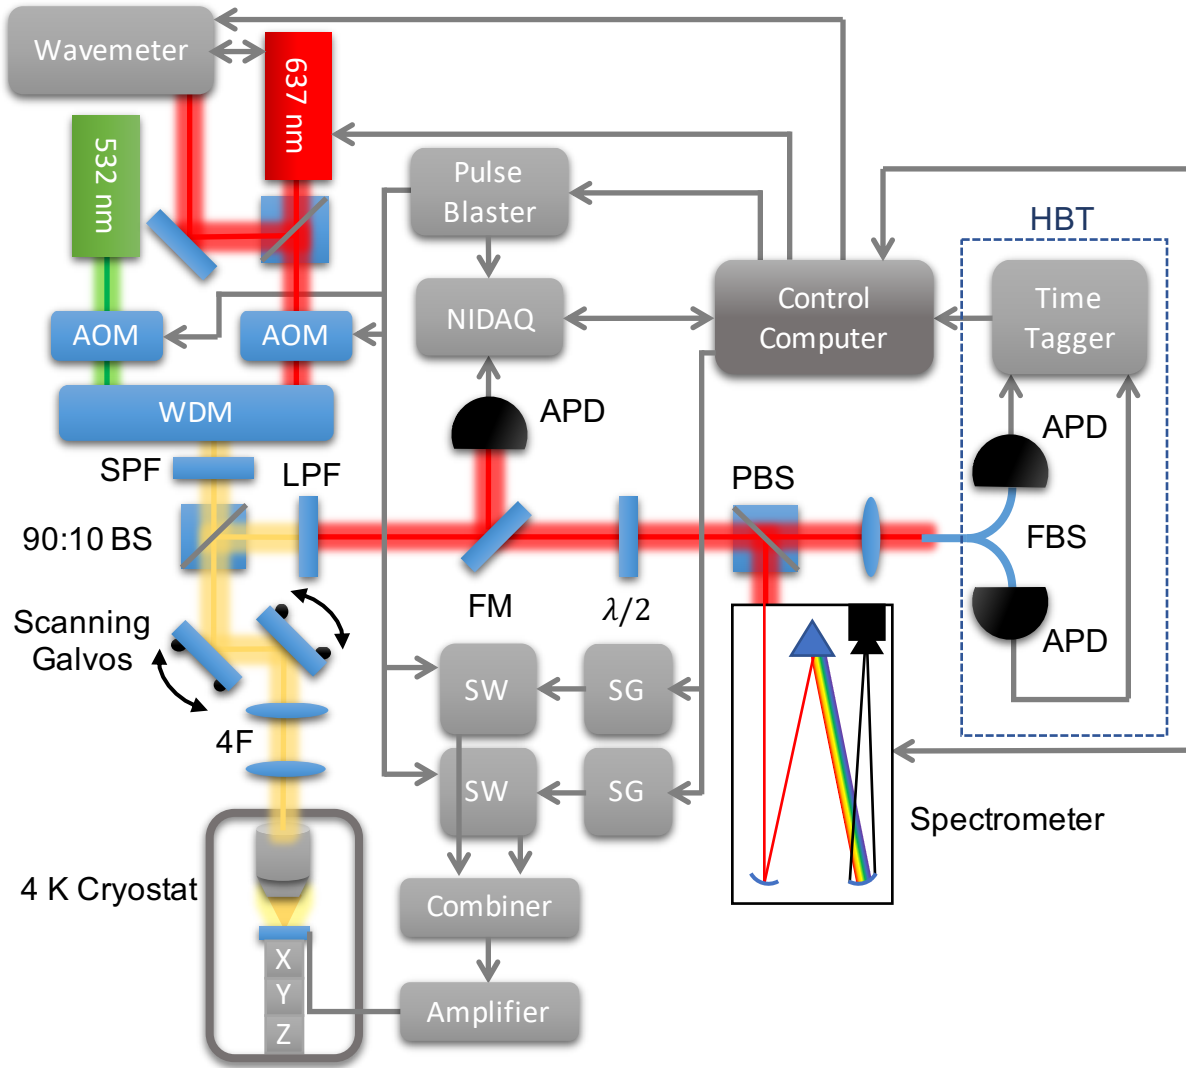 Wavemeter
637 nm
532 nm
Pulse
Blaster
HBT
NIDAQ
Control
Computer
Time
Tagger
AOM
AOM
WDM
APD
APD
SPF
LPF
PBS
90:10 BS
FBS
FM
λ/2
Scanning
Galvos
APD
SW
SG
4F
SW
SG
Spectrometer
4 K Cryostat
Combiner
X
Y
Z
Amplifier